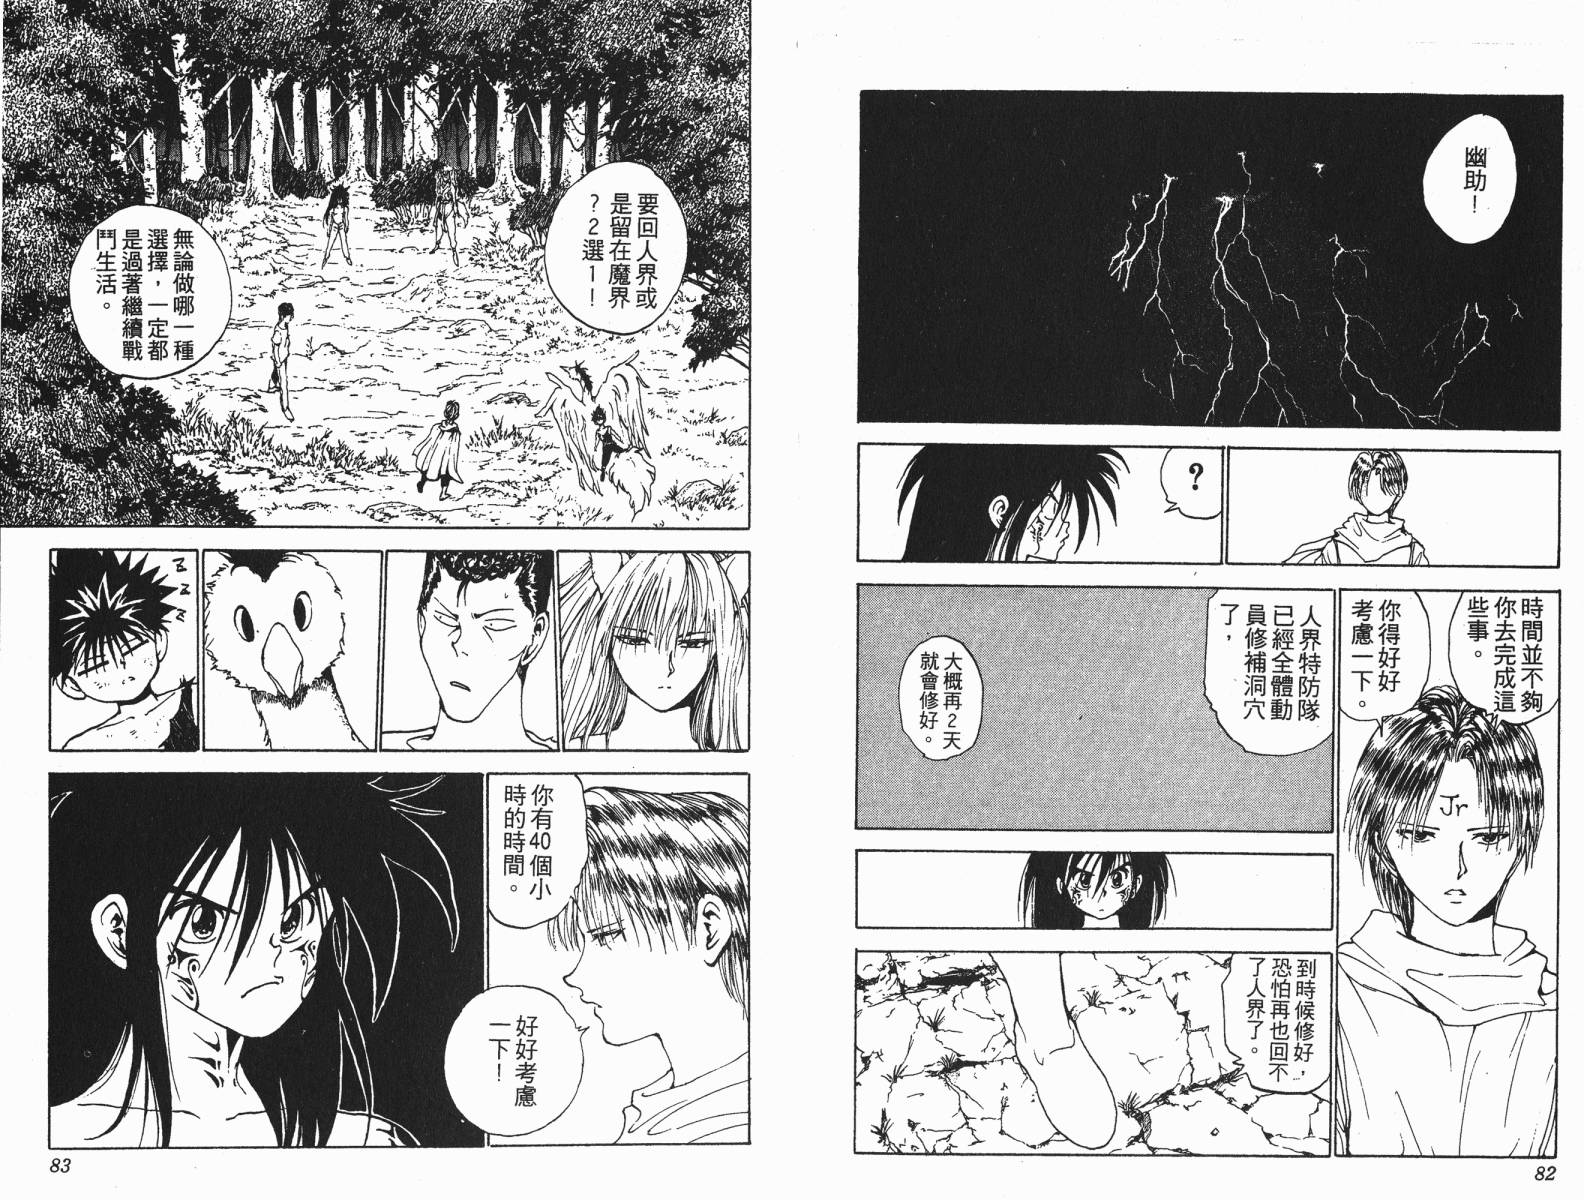 幽助！
？
時間並不夠
你去完成這
些事。
你得好好
考慮一下。
Jr
人界特防隊
已經全體動
員修補洞穴
了，
大概再2天
就會修好。
到時候修好，
恐怕再也回不
了人界了。
82
要回人界或
是留在魔界
？2選1！
無論做哪一種
選擇，一定都
是過著繼續戰
鬥生活。
你有40個小
時的時間。
好好考慮
一下！
83